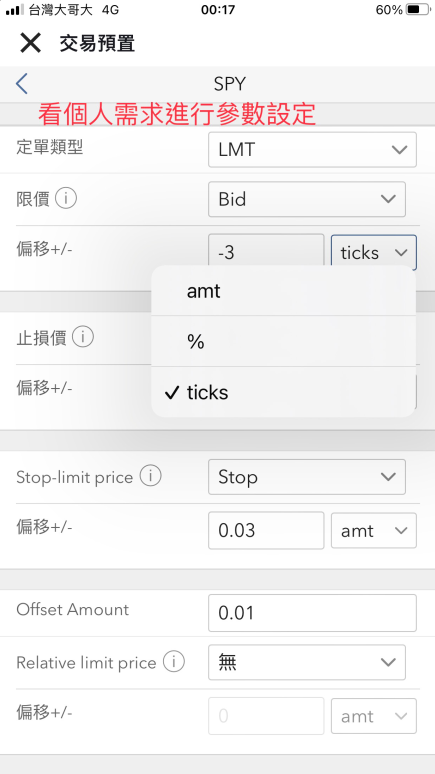 台灣大哥大 4G 00:17 60%
交易預置
SPY
看個人需求進行參數設定
定單類型 LMT
限價 Bid
偏移+/- -3 ticks
amt
止損價
%
偏移+/-
ticks
Stop-limit price Stop
偏移+/- 0.03 amt
Offset Amount 0.01
Relative limit price 無
偏移+/- 0 amt